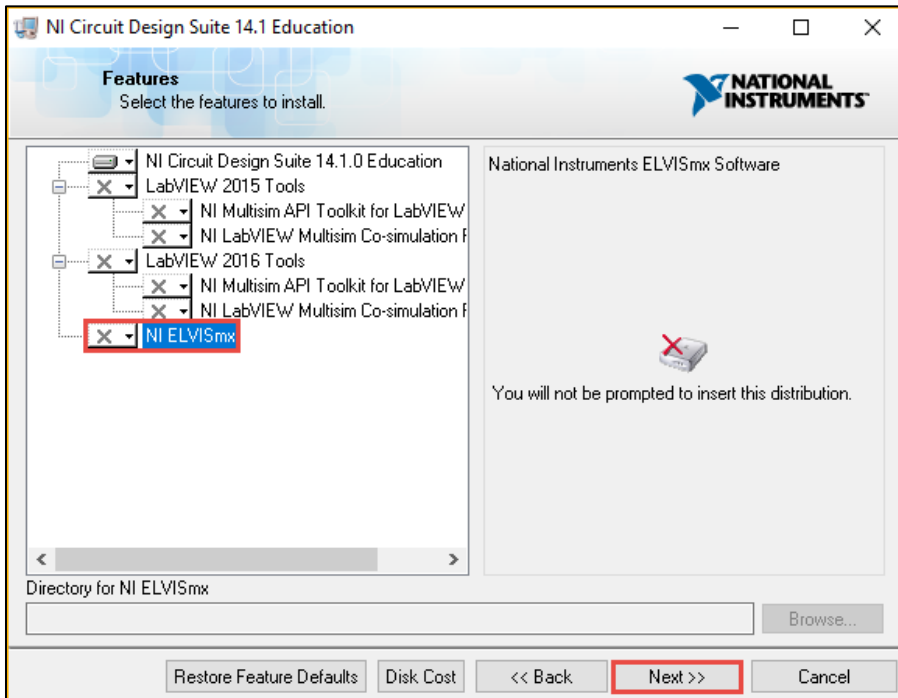 NI Circuit Design Suite 14.1 Education
Features
Select the features to install.
NATIONAL
INSTRUMENTS™
NI Circuit Design Suite 14.1.0 Education
LabVIEW 2015 Tools
NI Multisim API Toolkit for LabVIEW
NI LabVIEW Multisim Co-simulation
LabVIEW 2016 Tools
NI Multisim API Toolkit for LabVIEW
NI LabVIEW Multisim Co-simulation
NI ELVISmx
National Instruments ELVISmx Software
You will not be prompted to insert this distribution.
Directory for NI ELVISmx
Browse...
Restore Feature Defaults
Disk Cost
<< Back
Next >>
Cancel